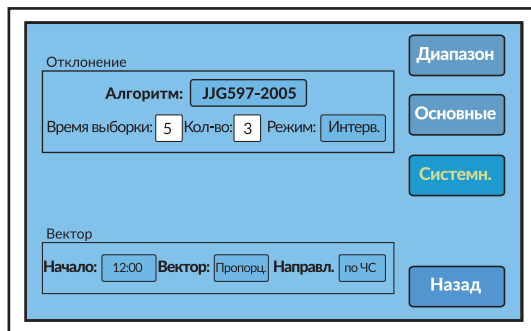 Отклонение
Алгоритм: JJG597-2005
Время выборки: 5 Кол-во: 3 Режим: Интерв.
Вектор
Начало: 12:00 Вектор: Пропорц. Направл. по ЧС
Диапазон
Основные
Системн.
Назад